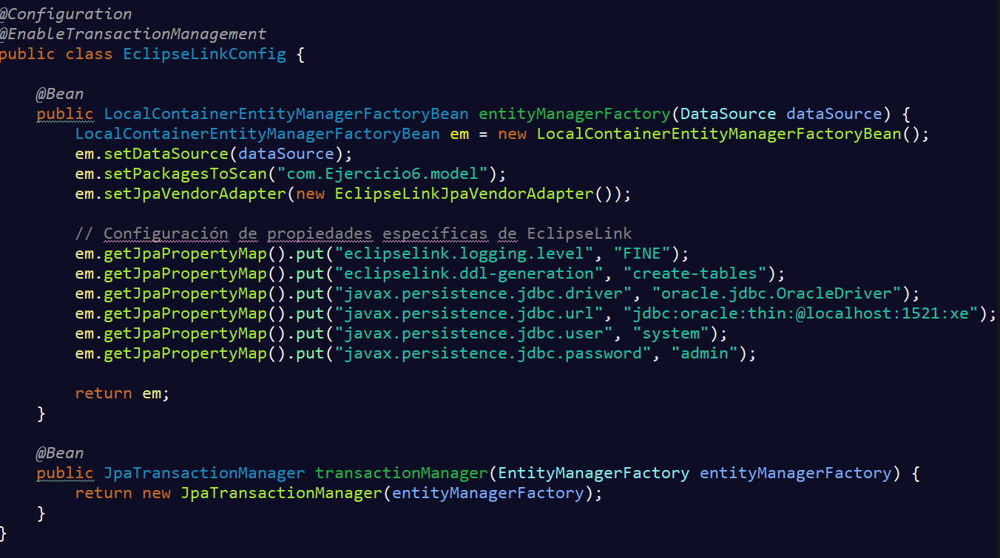 @Configuration
@EnableTransactionManagement
public class EclipseLinkConfig {
@Bean
public LocalContainerEntityManagerFactoryBean entityManagerFactory(DataSource dataSource) {
LocalContainerEntityManagerFactoryBean em = new LocalContainerEntityManagerFactoryBean();
em.setDataSource(dataSource);
em.setPackagesToScan("com.Ejercicio6.model");
em.setJpaVendorAdapter(new EclipseLinkJpaVendorAdapter());
// Configuración de propiedades específicas de EclipseLink
em.getJpaPropertyMap().put("eclipselink.logging.level", "FINE");
em.getJpaPropertyMap().put("eclipselink.ddl-generation", "create-tables");
em.getJpaPropertyMap().put("javax.persistence.jdbc.driver", "oracle.jdbc.OracleDriver");
em.getJpaPropertyMap().put("javax.persistence.jdbc.url", "jdbc:oracle:thin:@localhost:1521:xe");
em.getJpaPropertyMap().put("javax.persistence.jdbc.user", "system");
em.getJpaPropertyMap().put("javax.persistence.jdbc.password", "admin");
return em;
}
@Bean
public JpaTransactionManager transactionManager(EntityManagerFactory entityManagerFactory) {
return new JpaTransactionManager(entityManagerFactory);
}
}